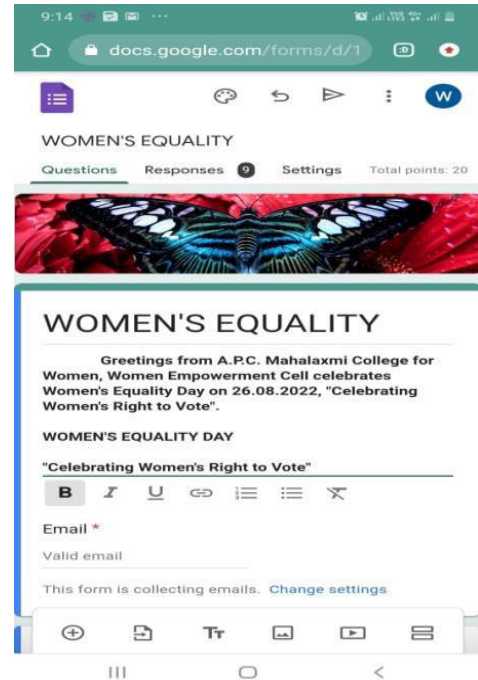 9:14
docs.google.com/forms/d/1
:D
W
WOMEN'S EQUALITY
Questions Responses 9 Settings Total points: 20
WOMEN'S EQUALITY
Greetings from A.P.C. Mahalaxmi College for
Women, Women Empowerment Cell celebrates
Women's Equality Day on 26.08.2022, "Celebrating
Women's Right to Vote".
WOMEN'S EQUALITY DAY
"Celebrating Women's Right to Vote"
B I U
Email *
Valid email
This form is collecting emails. Change settings
Tт